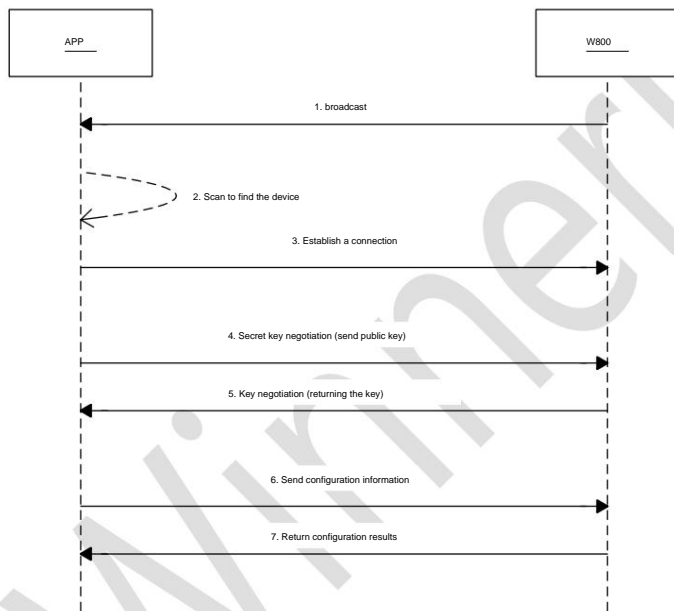 APP
W800
1. broadcast
2. Scan to find the device
3. Establish a connection
4. Secret key negotiation (send public key)
5. Key negotiation (returning the key)
6. Send configuration information
7. Return configuration results
Winner